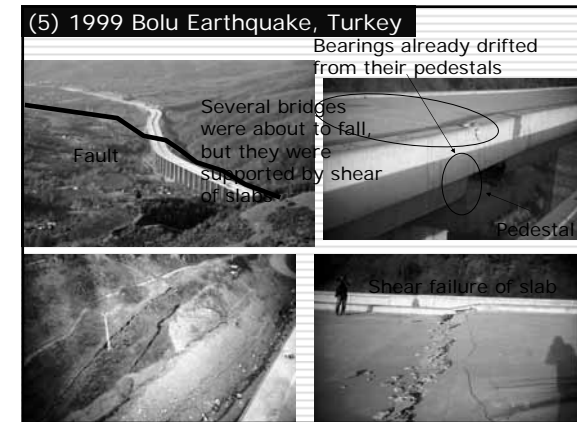 (5) 1999 Bolu Earthquake, Turkey
Bearings already drifted
from their pedestals
Several bridges
were about to fall,
but they were
supported by shear
of slabs
Fault
Pedestal
Shear failure of slab